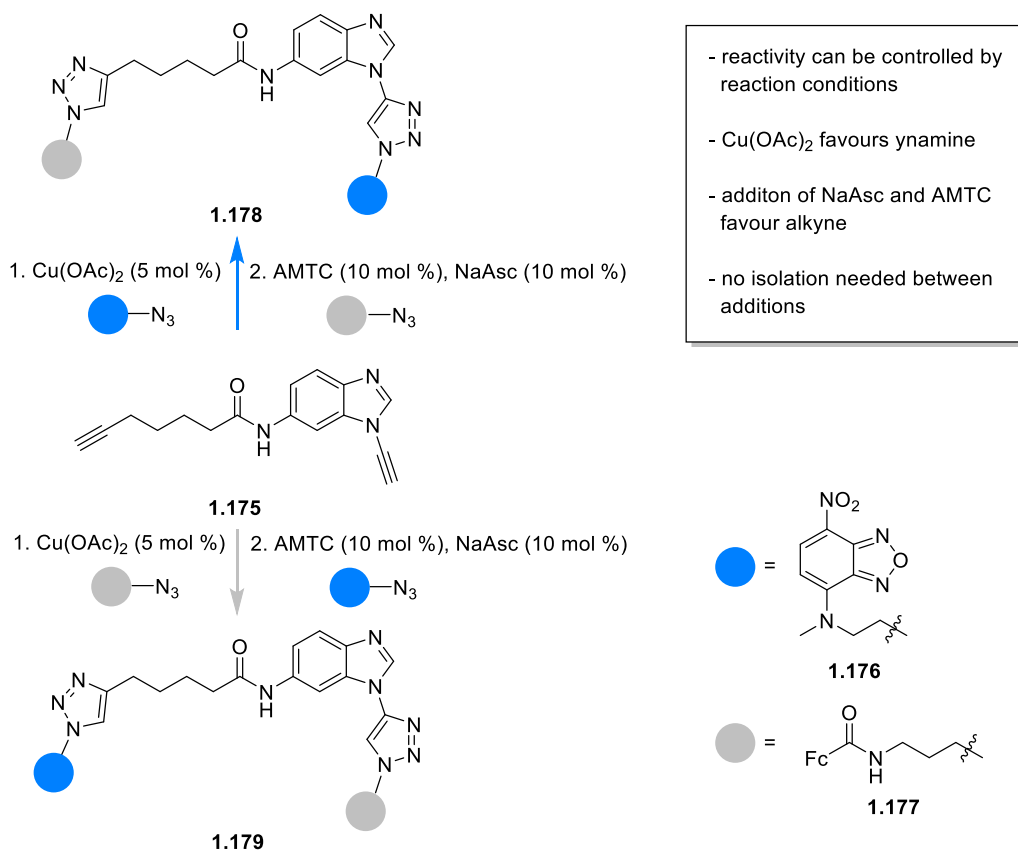 O
N
H
N
N
N
N
N
N
N
N
1.178
1. Cu(OAc)2 (5 mol %) 2. AMTC (10 mol %), NaAsc (10 mol %)
N3 N3
O
N
H
N
N
1.175
1. Cu(OAc)2 (5 mol %) 2. AMTC (10 mol %), NaAsc (10 mol %)
N3 N3
O
N
H
N
N
N
N
N
N
N
N
1.179
- reactivity can be controlled by
reaction conditions
- Cu(OAc)2 favours ynamine
- additon of NaAsc and AMTC
favour alkyne
- no isolation needed between
additions
NO2
N
O
N
=
N
1.176
=
O
Fc
N
H
1.177